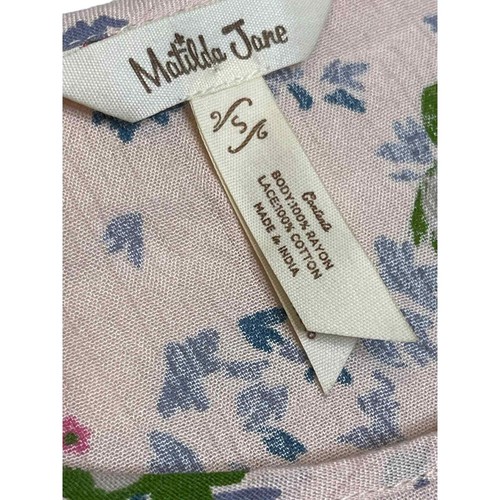 Matilda Jane
S
Contents
BODY:100% RAYON
LACE:100% COTTON
MADE in INDIA